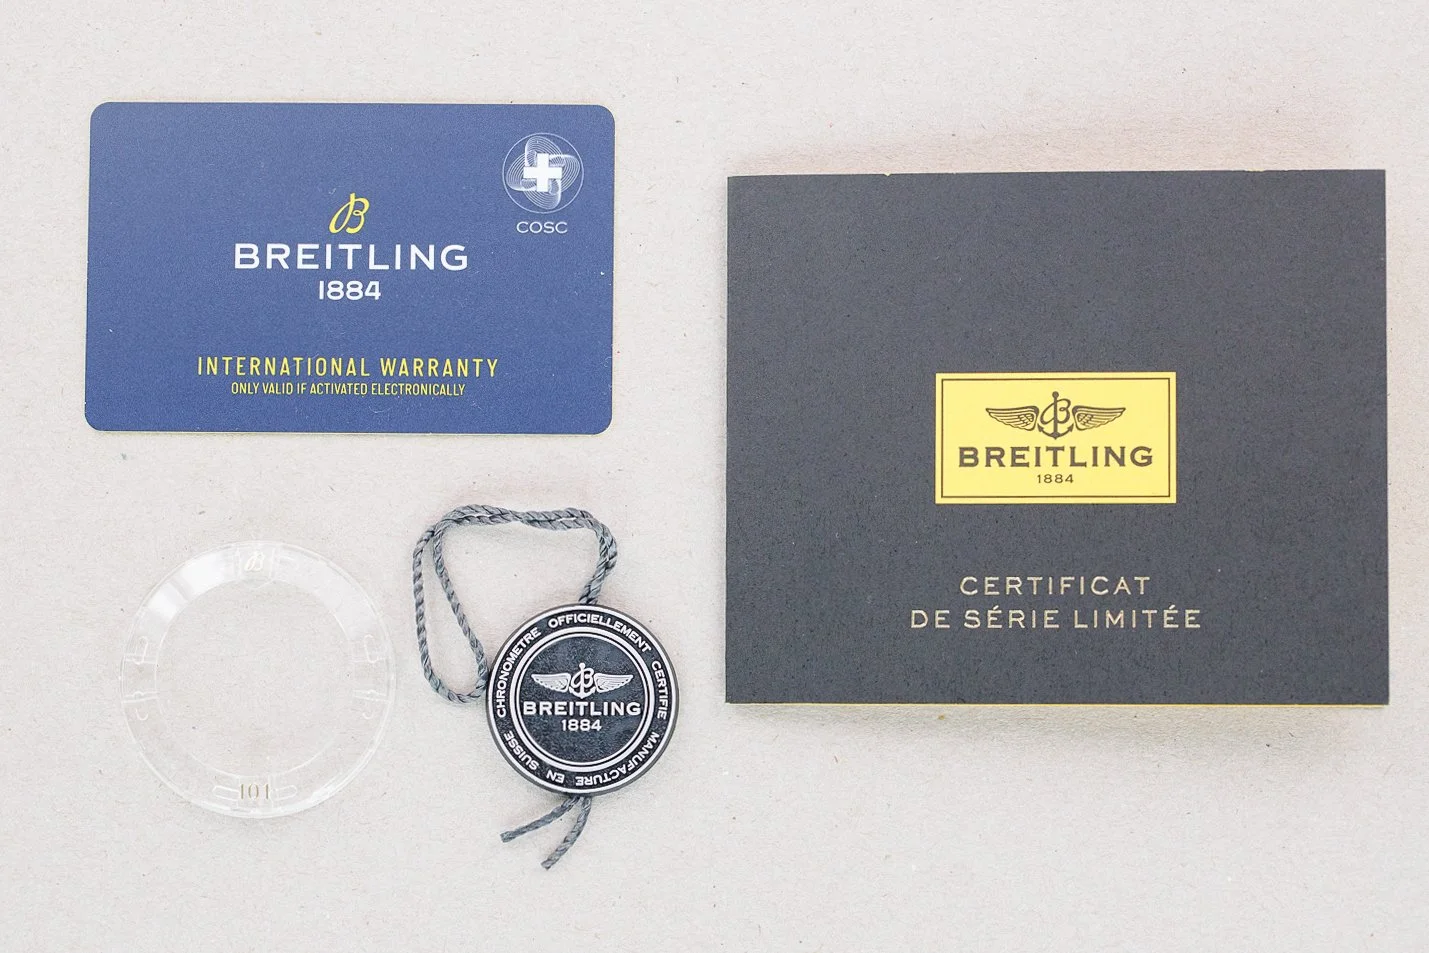 COSC
B
BREITLING
1884
INTERNATIONAL WARRANTY
ONLY VALID IF ACTIVATED ELECTRONICALLY
B
BREITLING
1884
CERTIFICAT
DE SÉRIE LIMITÉE
B
101
CHRONOMETRE OFFICIELLEMENT CERTIFIE MANUFACTURE EN SUISSE
B
BREITLING
1884